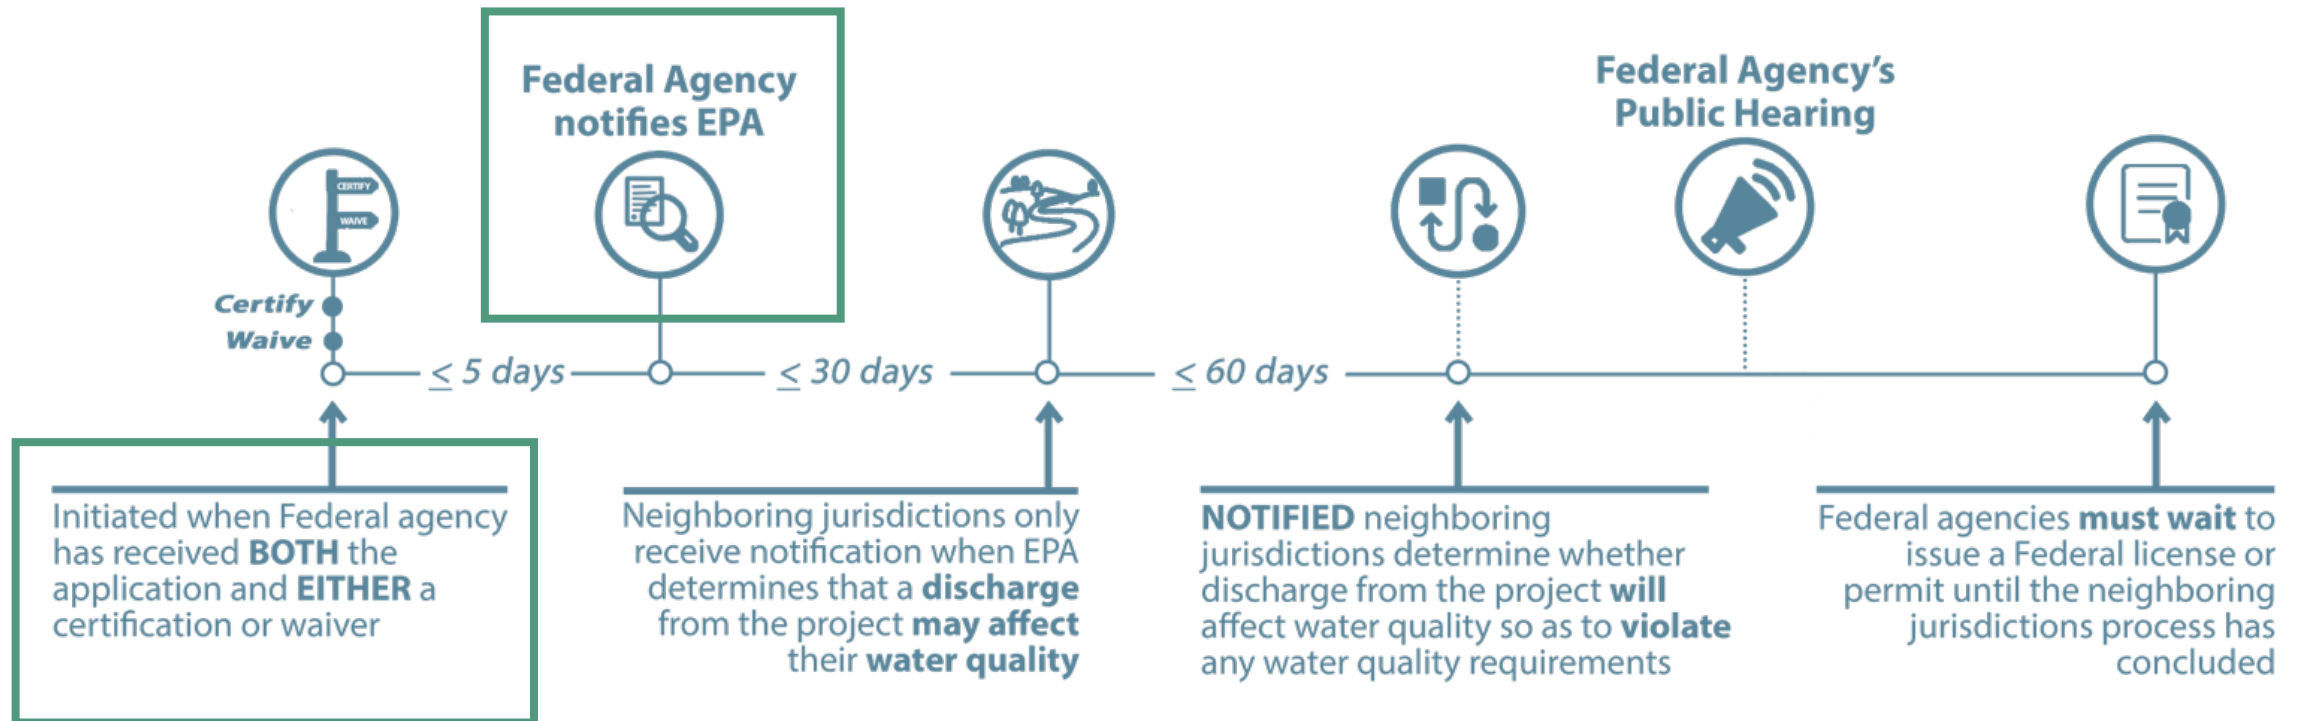 Federal Agency
notifies EPA
Federal Agency's
Public Hearing
CERTIFY
WAIVE
Certify
Waive
≤ 5 days
≤ 30 days
≤ 60 days
Initiated when Federal agency
has received BOTH the
application and EITHER a
certification or waiver
Neighboring jurisdictions only
receive notification when EPA
determines that a discharge
from the project may affect
their water quality
NOTIFIED neighboring
jurisdictions determine whether
discharge from the project will
affect water quality so as to violate
any water quality requirements
Federal agencies must wait to
issue a Federal license or
permit until the neighboring
jurisdictions process has
concluded